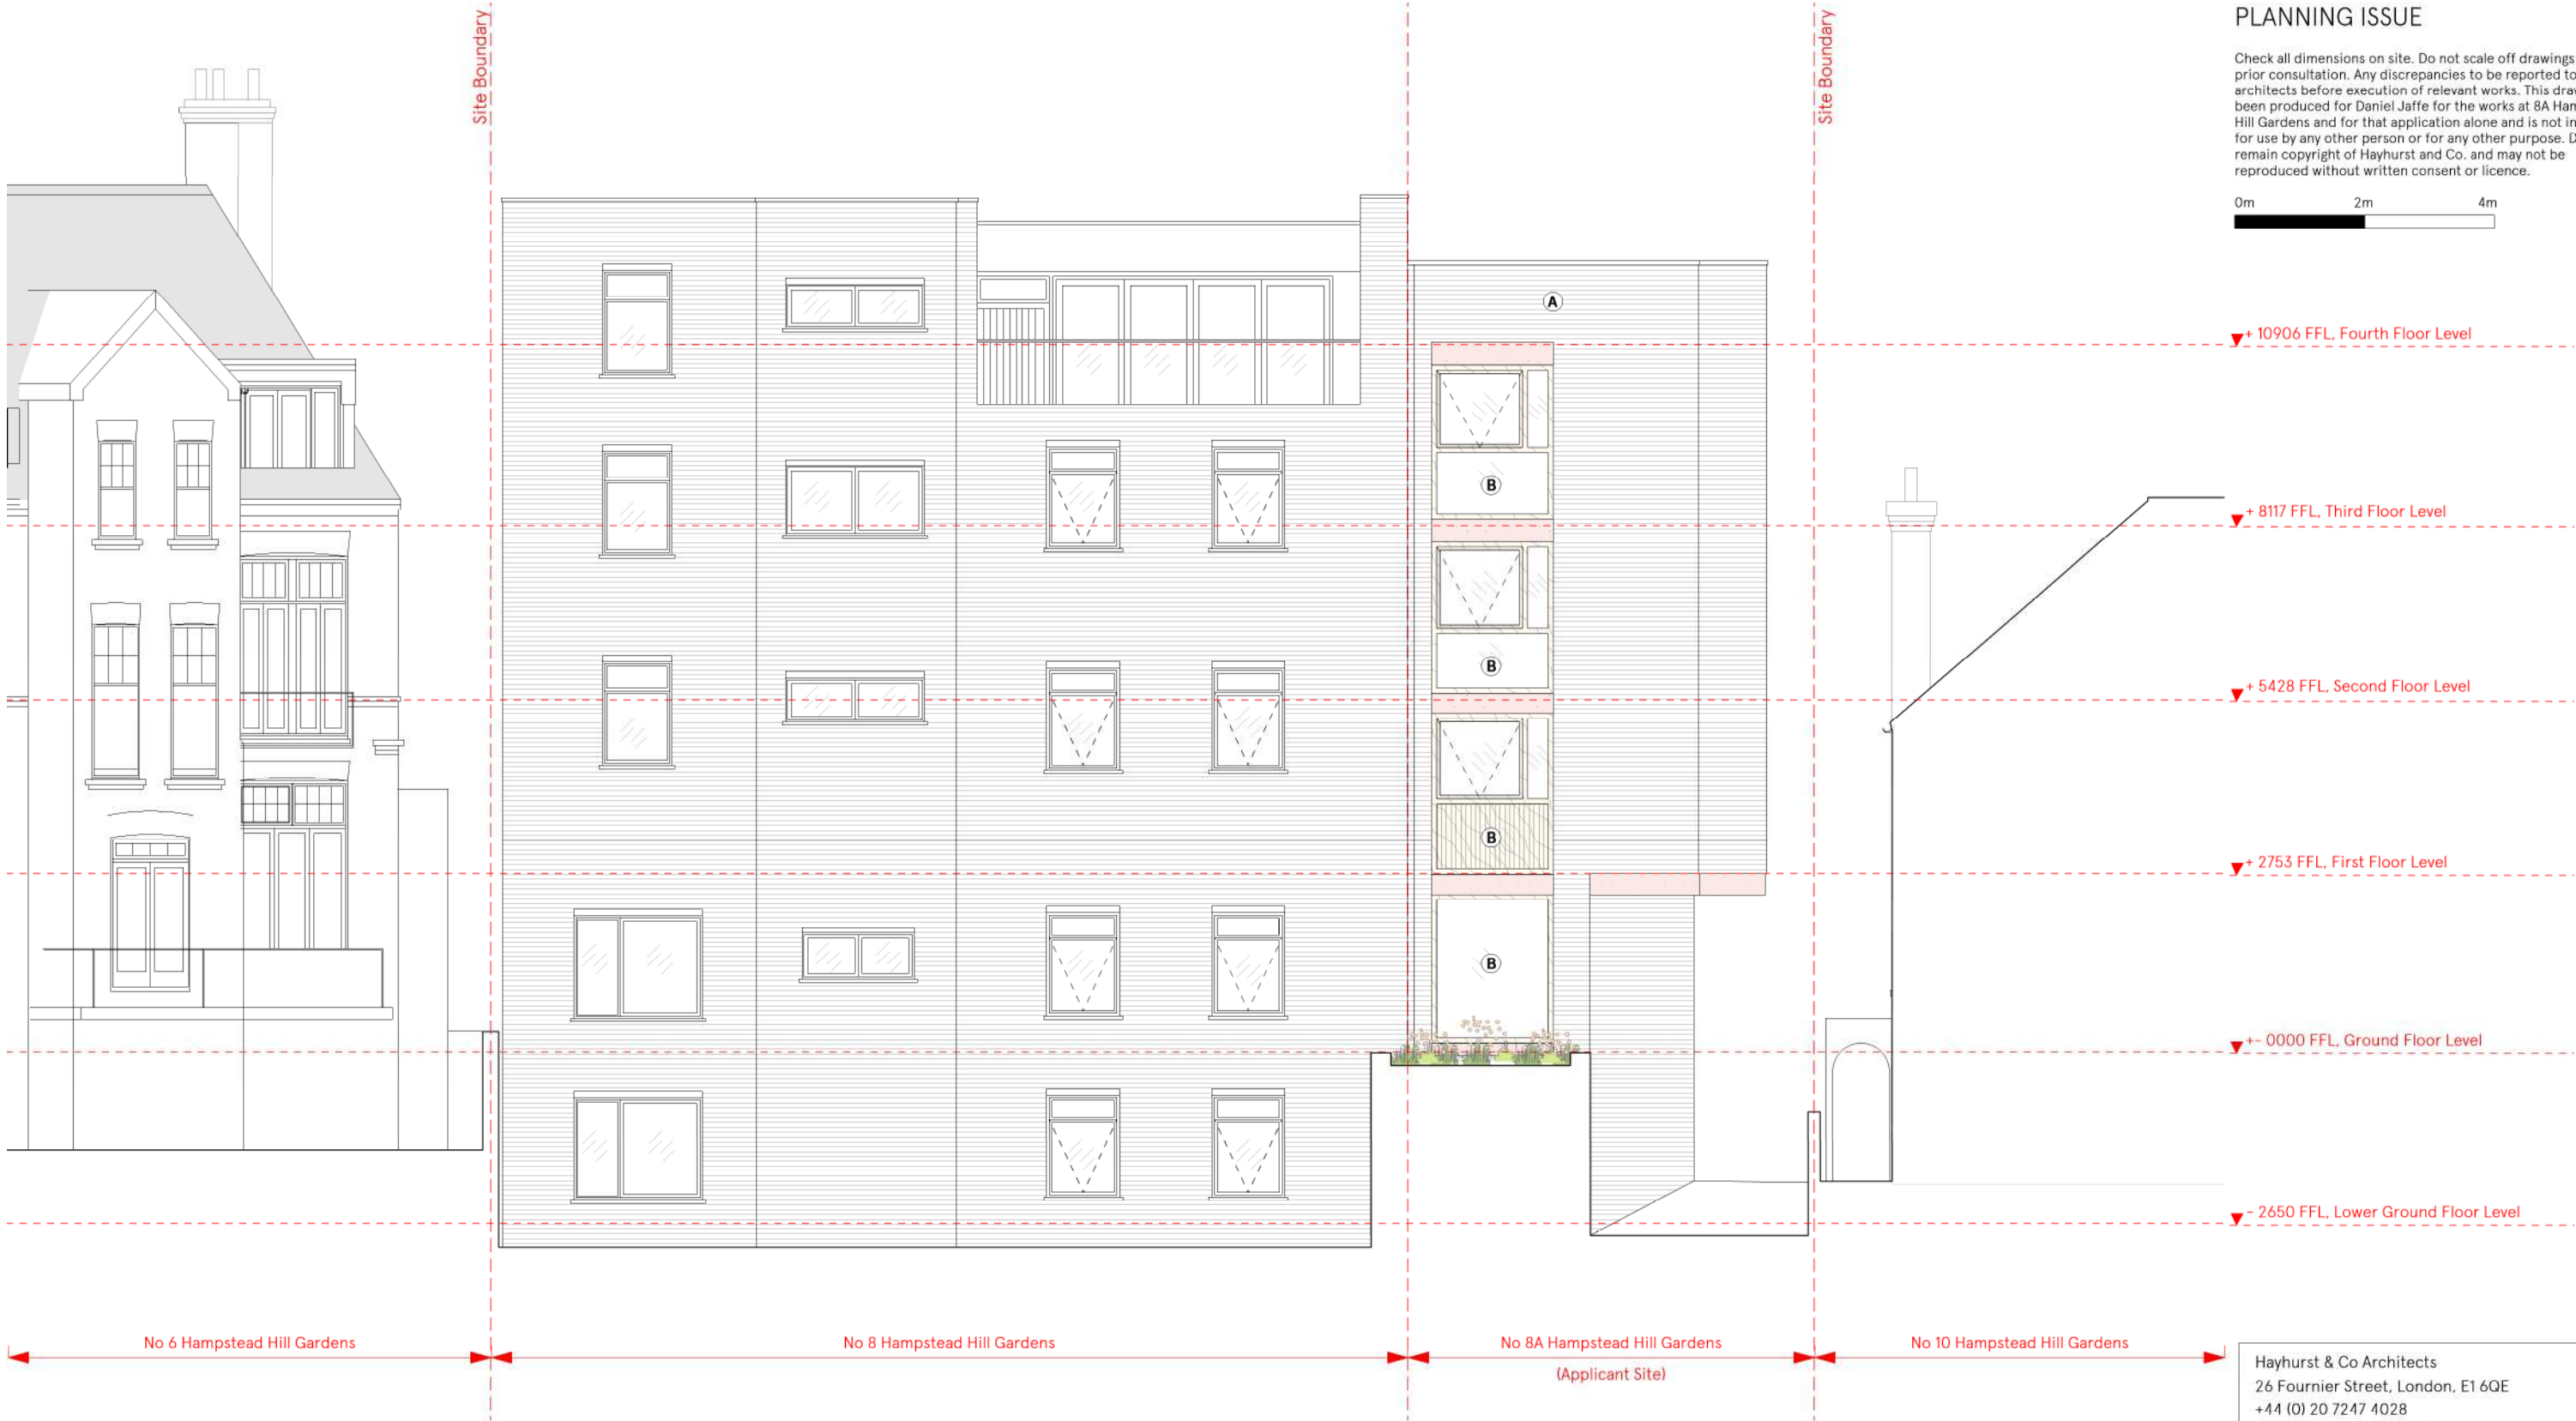 PLANNING ISSUE
Check all dimensions on site. Do not scale off drawings
prior consultation. Any discrepancies to be reported to
architects before execution of relevant works. This
been produced for Daniel Jaffe for the works at 8A
Hill Gardens and for that application alone and is not
for use by any other person or for any other purpose.
remain copyright of Hayhurst and Co. and may not be
reproduced without written consent or licence.
0m 2m 4m
Site Boundary
Site Boundary
A
+ 10906 FFL, Fourth Floor Level
B
+ 8117 FFL, Third Floor Level
B
+ 5428 FFL, Second Floor Level
B
+ 2753 FFL, First Floor Level
B
+- 0000 FFL, Ground Floor Level
- 2650 FFL, Lower Ground Floor Level
No 6 Hampstead Hill Gardens
No 8 Hampstead Hill Gardens
No 8A Hampstead Hill Gardens
(Applicant Site)
No 10 Hampstead Hill Gardens
Hayhurst & Co Architects
26 Fournier Street, London, E1 6QE
+44 (0) 20 7247 4028